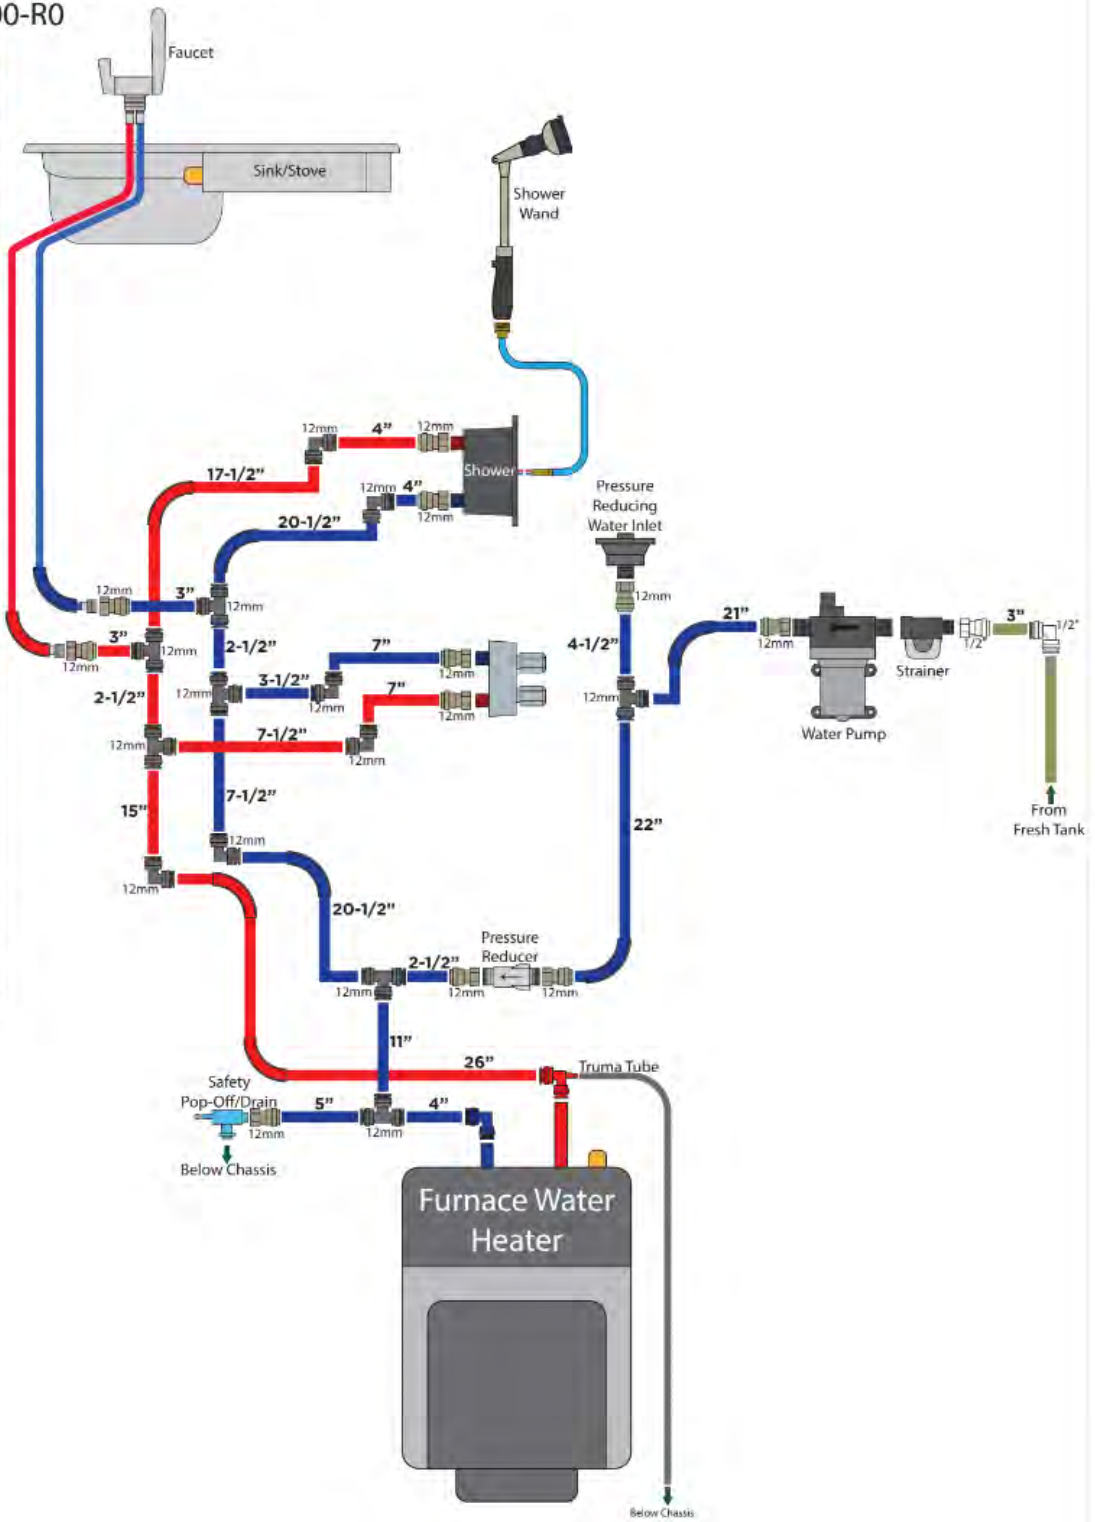 00-R0
Faucet
Sink/Stove
Shower
Wand
12mm
4”
12mm
17-1/2”
Shower
12mm
4”
12mm
20-1/2”
Pressure
Reducing
Water Inlet
12mm
12mm
3”
12mm
21”
12mm
3”
1/2"
1/2"
3”
12mm
12mm
2-1/2”
7”
12mm
4-1/2”
Strainer
12mm
3-1/2”
12mm
2-1/2”
7”
12mm
12mm
Water Pump
12mm
7-1/2”
12mm
15”
7-1/2”
From
Fresh Tank
22”
12mm
12mm
20-1/2”
Pressure
Reducer
2-1/2”
12mm
12mm
12mm
11”
26”
Truma Tube
Safety
Pop-Off/Drain
5”
4”
12mm
12mm
Below Chassis
Furnace Water
Heater
Below Chassis